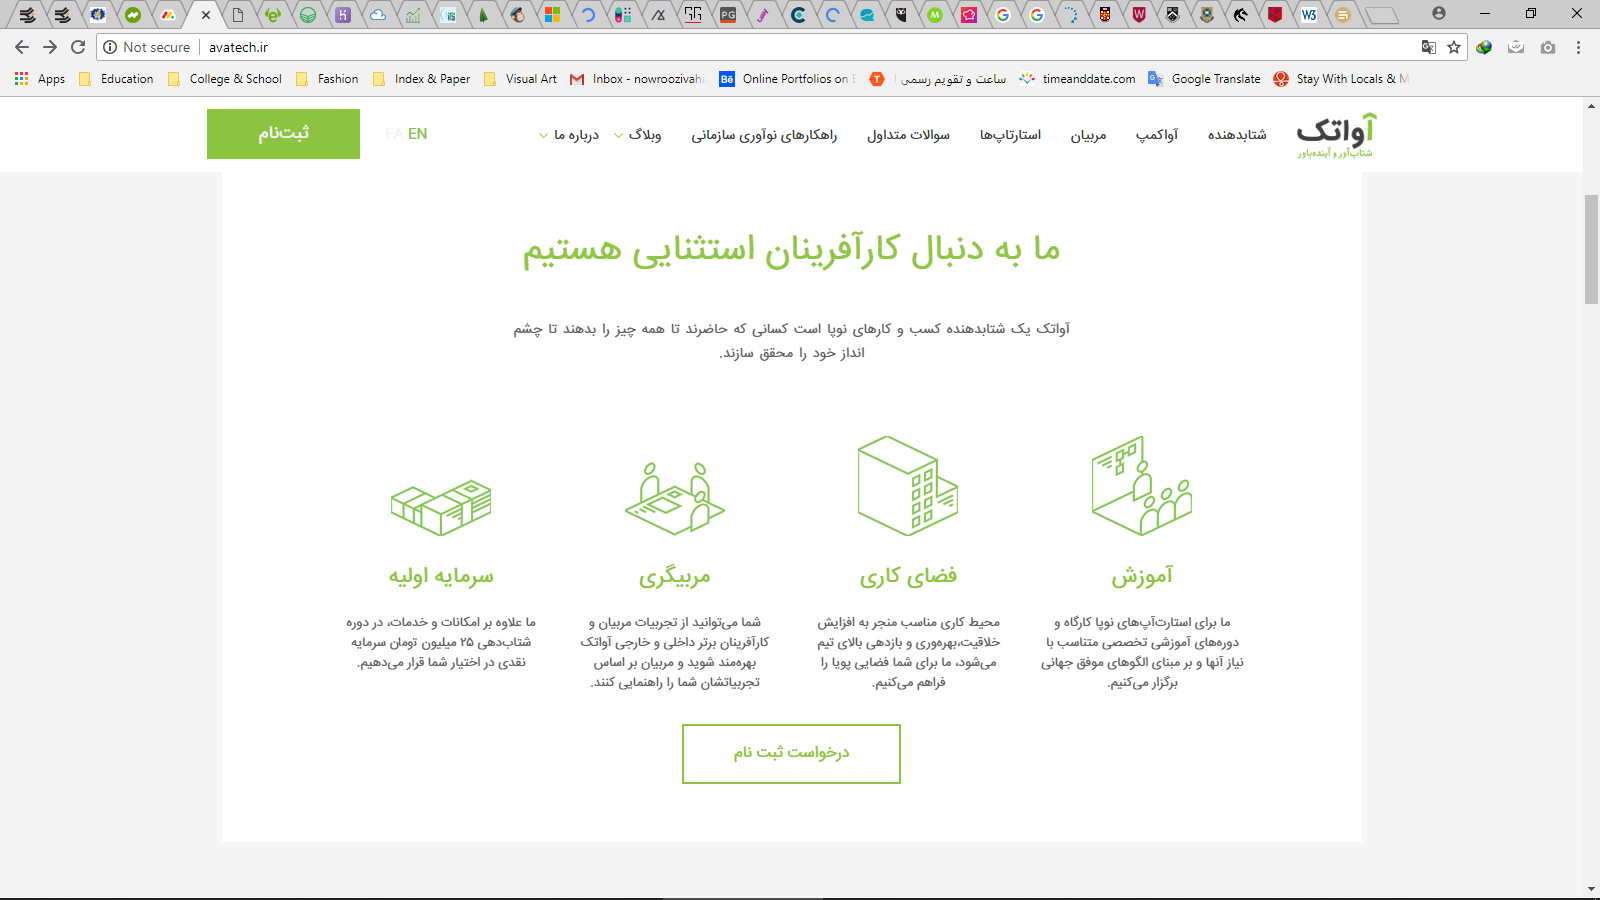 Not secure | avatech.ir
Apps Education College & School Fashion Index & Paper Visual Art Inbox - nowroozivahi Online Portfolios on ساعت و تقویم رسمی timeanddate.com Google Translate Stay With Locals & M
آواتک
شتاب‌آور و آینده‌باور
شتابدهنده آواکمپ مربیان استارتاپ‌ها سوالات متداول راهکارهای نوآوری سازمانی وبلاگ درباره ما FA EN ثبت‌نام
ما به دنبال کارآفرینان استثنایی هستیم
آواتک یک شتابدهنده کسب و کارهای نوپا است کسانی که حاضرند تا همه چیز را بدهند تا چشم
انداز خود را محقق سازند.
آموزش
ما برای استارت‌آپ‌های نوپا کارگاه و
دوره‌های آموزشی تخصصی متناسب با
نیاز آنها و بر مبنای الگوهای موفق جهانی
برگزار می‌کنیم.
فضای کاری
محیط کاری مناسب منجر به افزایش
خلاقیت،بهره‌وری و بازدهی بالای تیم
می‌شود، ما برای شما فضایی پویا را
فراهم می‌کنیم.
مربیگری
شما می‌توانید از تجربیات مربیان و
کارآفرینان برتر داخلی و خارجی آواتک
بهره‌مند شوید و مربیان بر اساس
تجربیاتشان شما را راهنمایی کنند.
سرمایه اولیه
ما علاوه بر امکانات و خدمات، در دوره
شتاب‌دهی ۲۵ میلیون تومان سرمایه
نقدی در اختیار شما قرار می‌دهیم.
درخواست ثبت نام